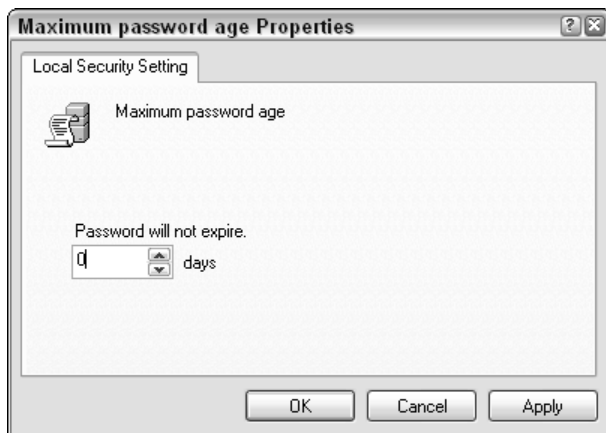 Maximum password age Properties
Local Security Setting
Maximum password age
Password will not expire.
0 days
OK Cancel Apply